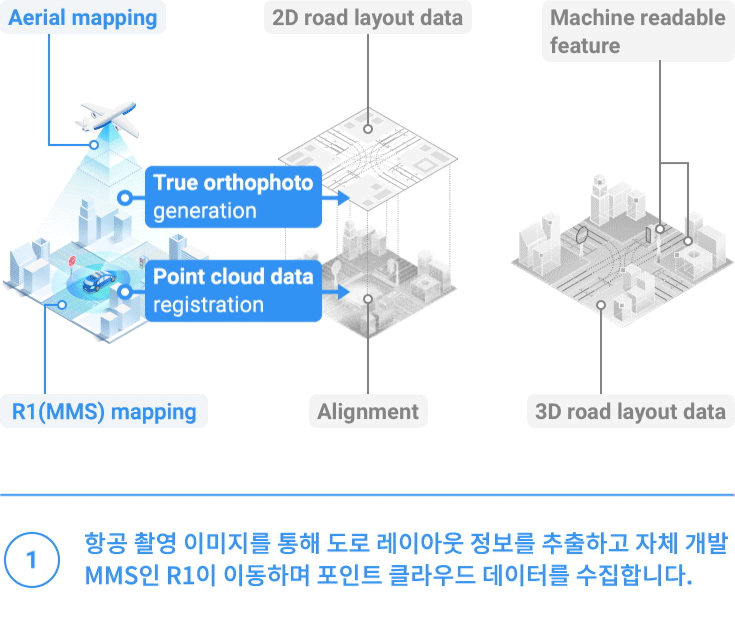 Aerial mapping
2D road layout data
Machine readable
feature
True orthophoto
generation
Point cloud data
registration
R1(MMS) mapping
Alignment
3D road layout data
1
항공 촬영 이미지를 통해 도로 레이아웃 정보를 추출하고 자체 개발
MMS인 R1이 이동하며 포인트 클라우드 데이터를 수집합니다.